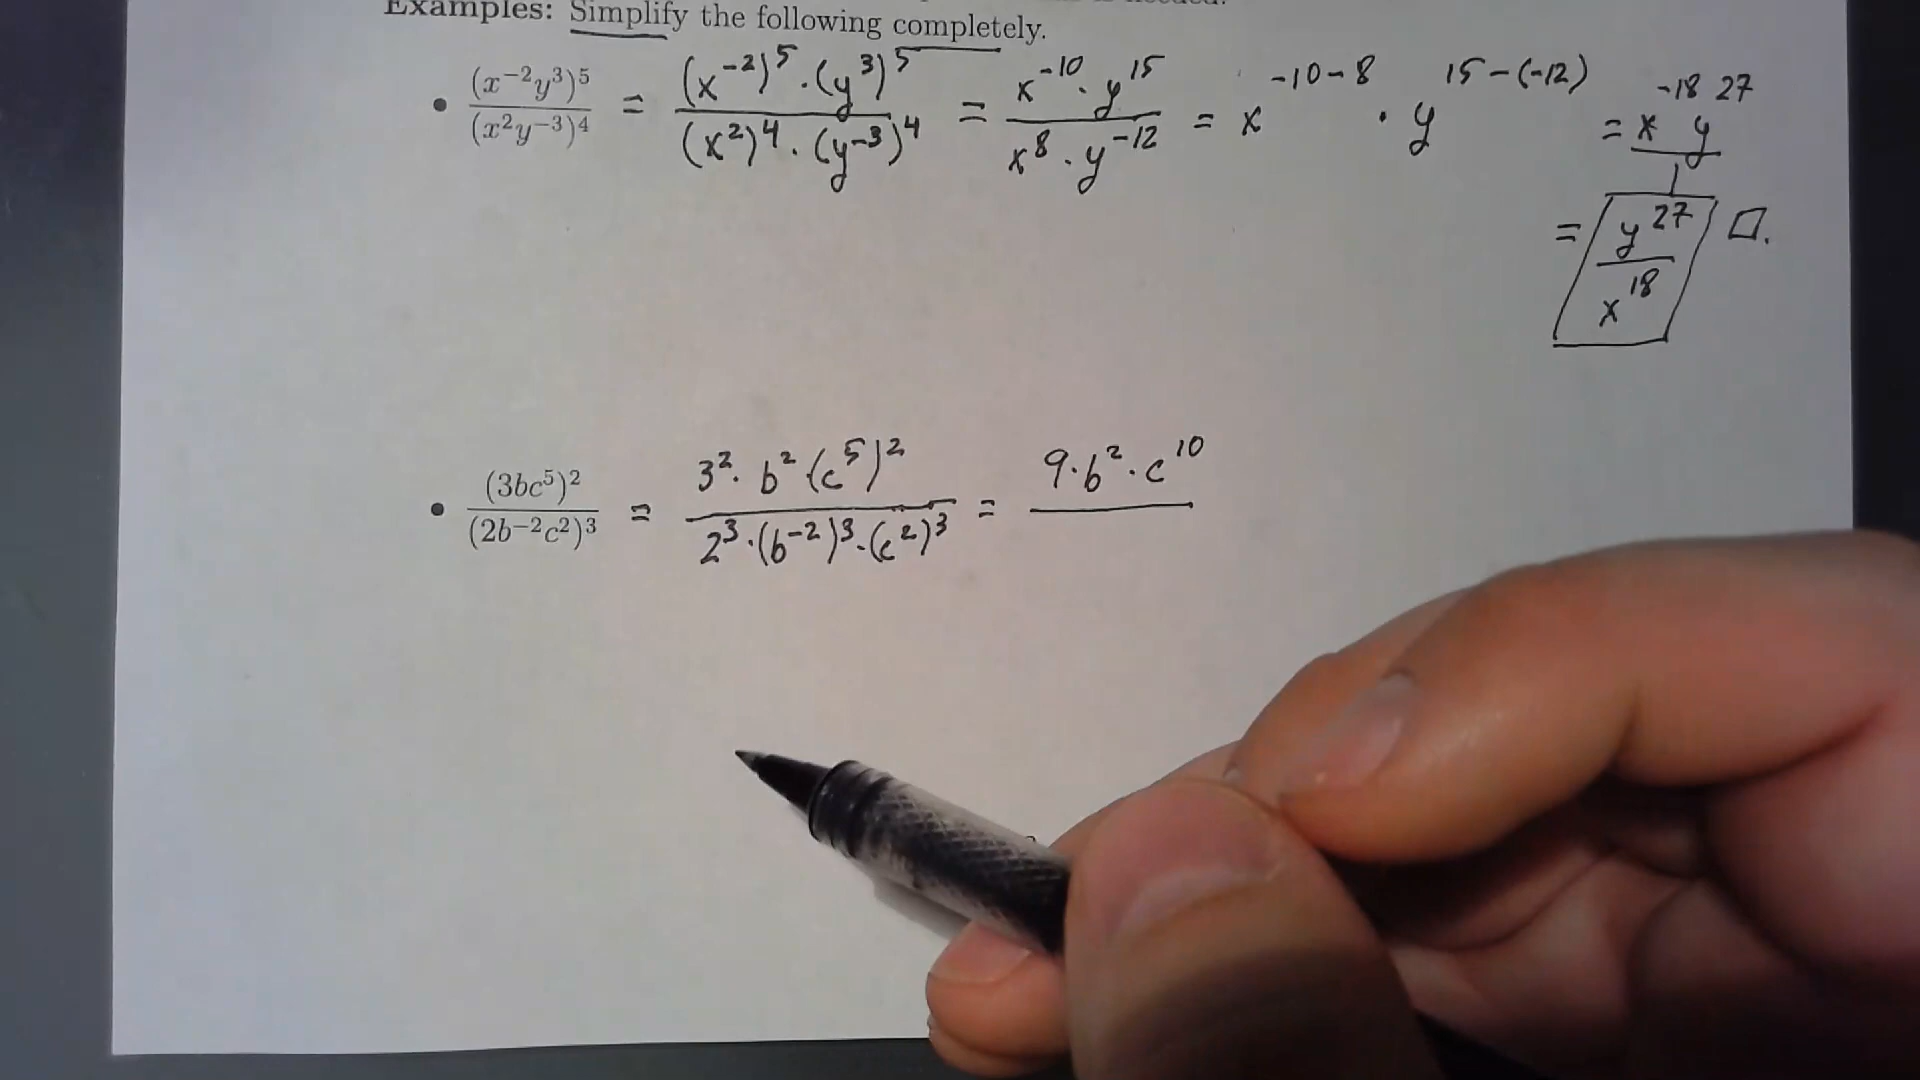 Examples: Simplify the following completely.
• (x^{-2}y^3)^5 / (x^2y^{-3})^4 = (x^{-2})^5 · (y^3)^5 / (x^2)^4 · (y^{-3})^4 = x^{-10} · y^{15} / x^8 · y^{-12} = x^{-10-8} · y^{15-(-12)} = x^{-18} y^{27} / 1
= y^{27} / x^{18} □.
• (3bc^5)^2 / (2b^{-2}c^2)^3 = 3^2 · b^2 · (c^5)^2 / 2^3 · (b^{-2})^3 · (c^2)^3 = 9 · b^2 · c^{10}